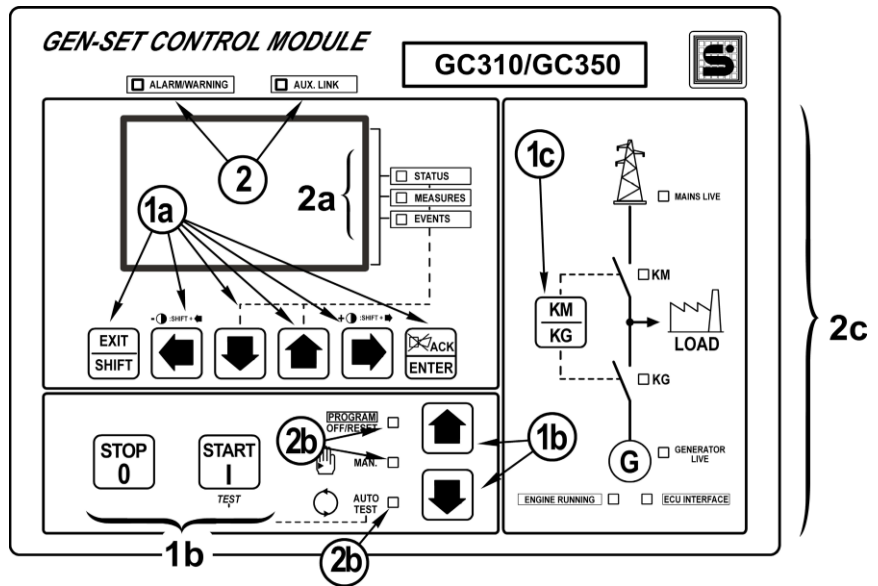 GEN-SET CONTROL MODULE
GC310/GC350
S
ALARM/WARNING
AUX. LINK
2
2a
STATUS
MEASURES
EVENTS
1a
- :SHIFT +
+ :SHIFT +
EXIT
SHIFT
ACK
ENTER
1c
MAINS LIVE
KM
KM
KG
LOAD
KG
G
GENERATOR
LIVE
ENGINE RUNNING
ECU INTERFACE
2c
STOP
0
START
I
TEST
PROGRAM
OFF/RESET
2b
MAN.
AUTO
TEST
1b
1b
2b